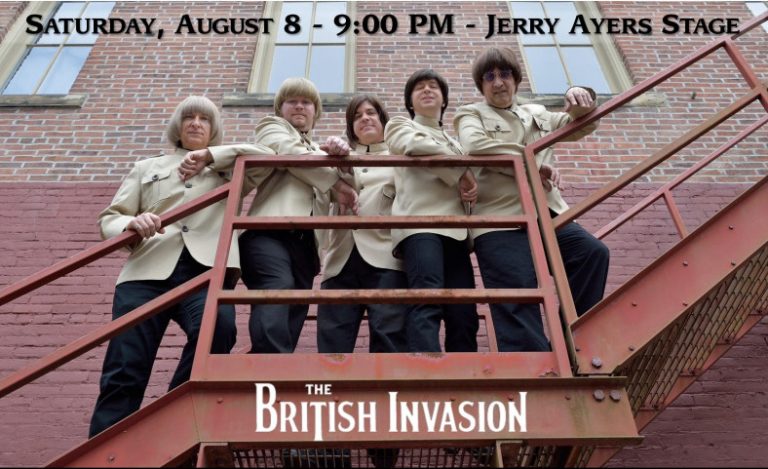 Saturday, August 8 - 9:00 PM - Jerry Ayers Stage
THE
BRITISH INVASION